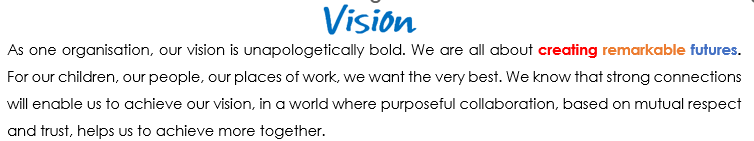 Vision
As one organisation, our vision is unapologetically bold. We are all about creating remarkable futures.
For our children, our people, our places of work, we want the very best. We know that strong connections
will enable us to achieve our vision, in a world where purposeful collaboration, based on mutual respect
and trust, helps us to achieve more together.